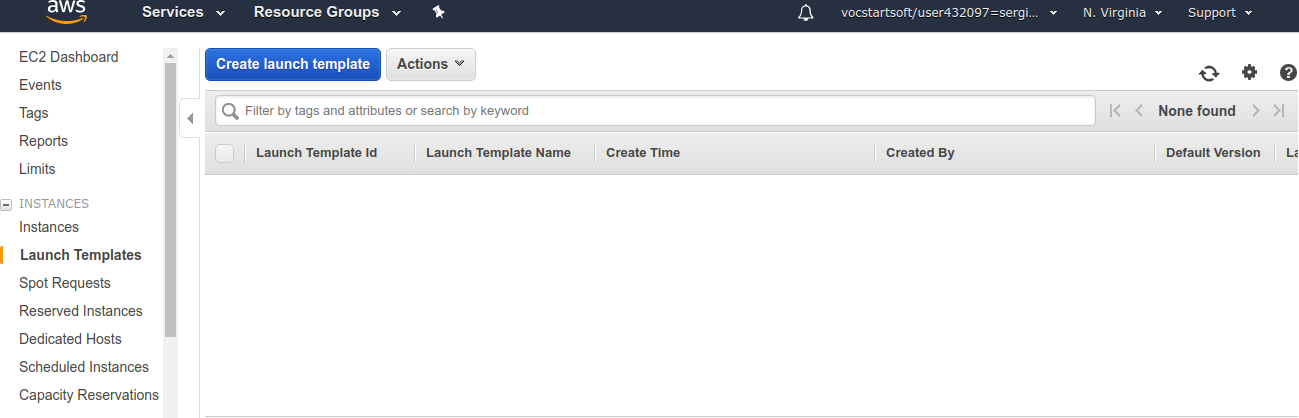 aws Services Resource Groups vocstartsoft/user432097=sergi... N. Virginia Support
EC2 Dashboard
Events
Tags
Reports
Limits
INSTANCES
Instances
Launch Templates
Spot Requests
Reserved Instances
Dedicated Hosts
Scheduled Instances
Capacity Reservations
Create launch template Actions
Filter by tags and attributes or search by keyword None found
Launch Template Id Launch Template Name Create Time Created By Default Version La